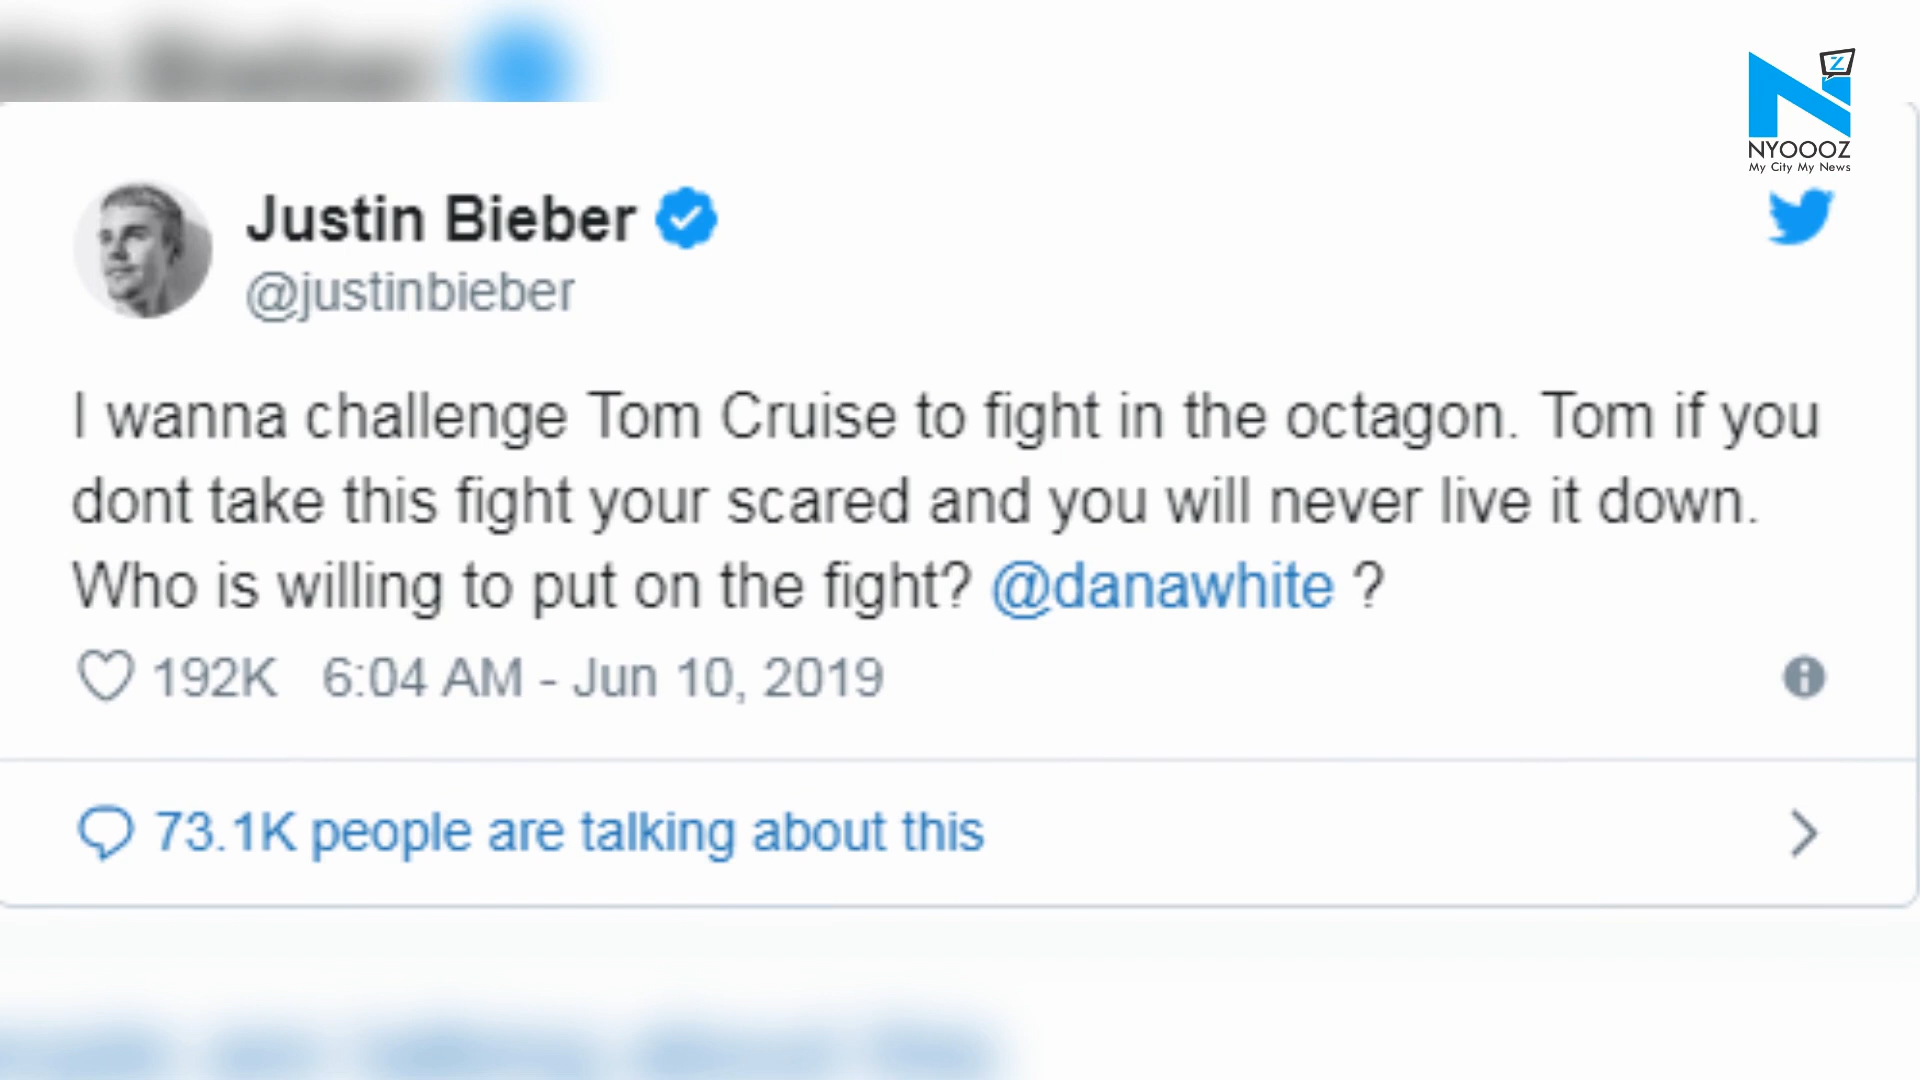 NYOOOZ
My City My News
Justin Bieber
@justinbieber
I wanna challenge Tom Cruise to fight in the octagon. Tom if you
dont take this fight your scared and you will never live it down.
Who is willing to put on the fight? @danawhite ?
192K 6:04 AM - Jun 10, 2019
73.1K people are talking about this